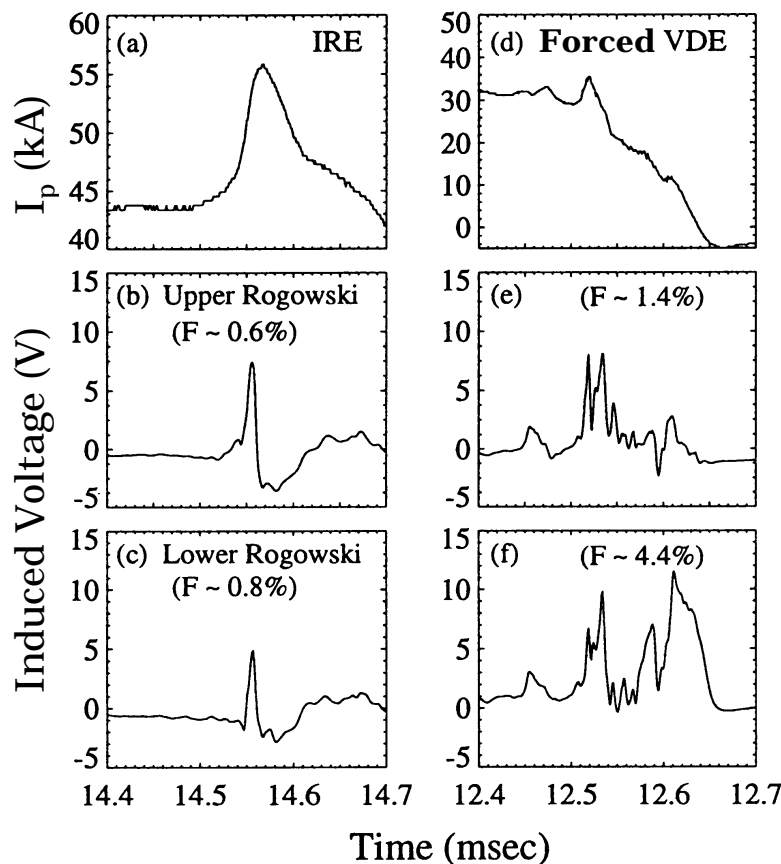 (a) IRE
60
55
50
45
40
I_p (kA)
(d) Forced VDE
50
40
30
20
10
0
(b) Upper Rogowski
(F ~ 0.6%)
15
10
5
0
-5
(e) (F ~ 1.4%)
15
10
5
0
-5
Induced Voltage (V)
(c) Lower Rogowski
(F ~ 0.8%)
15
10
5
0
-5
14.4 14.5 14.6 14.7
(f) (F ~ 4.4%)
15
10
5
0
-5
12.4 12.5 12.6 12.7
Time (msec)